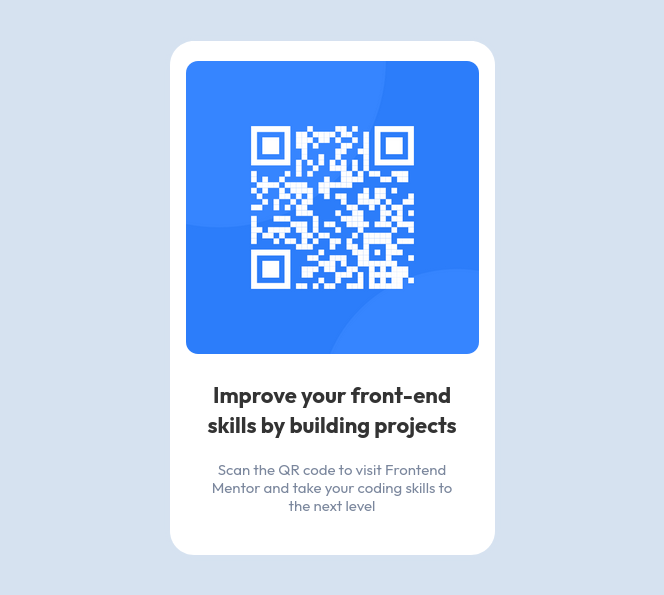 Improve your front-end
skills by building projects
Scan the QR code to visit Frontend
Mentor and take your coding skills to
the next level